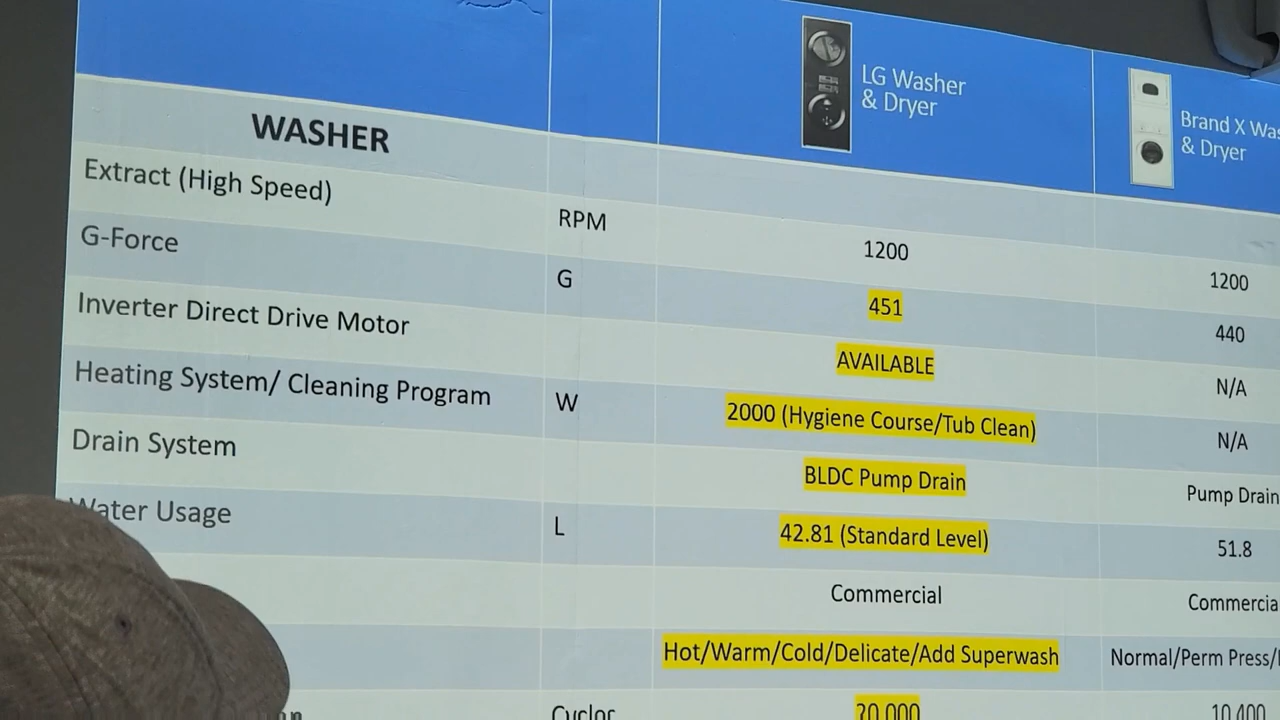 LG Washer
& Dryer
Brand X
& Dryer
WASHER
Extract (High Speed) RPM 1200 1200
G-Force G 451 440
Inverter Direct Drive Motor AVAILABLE N/A
Heating System/ Cleaning Program W 2000 (Hygiene Course/Tub Clean) N/A
Drain System BLDC Pump Drain Pump Drain
Water Usage L 42.81 (Standard Level) 51.8
Commercial Commercia
Hot/Warm/Cold/Delicate/Add Superwash Normal/Perm Press/
20,000 10,400